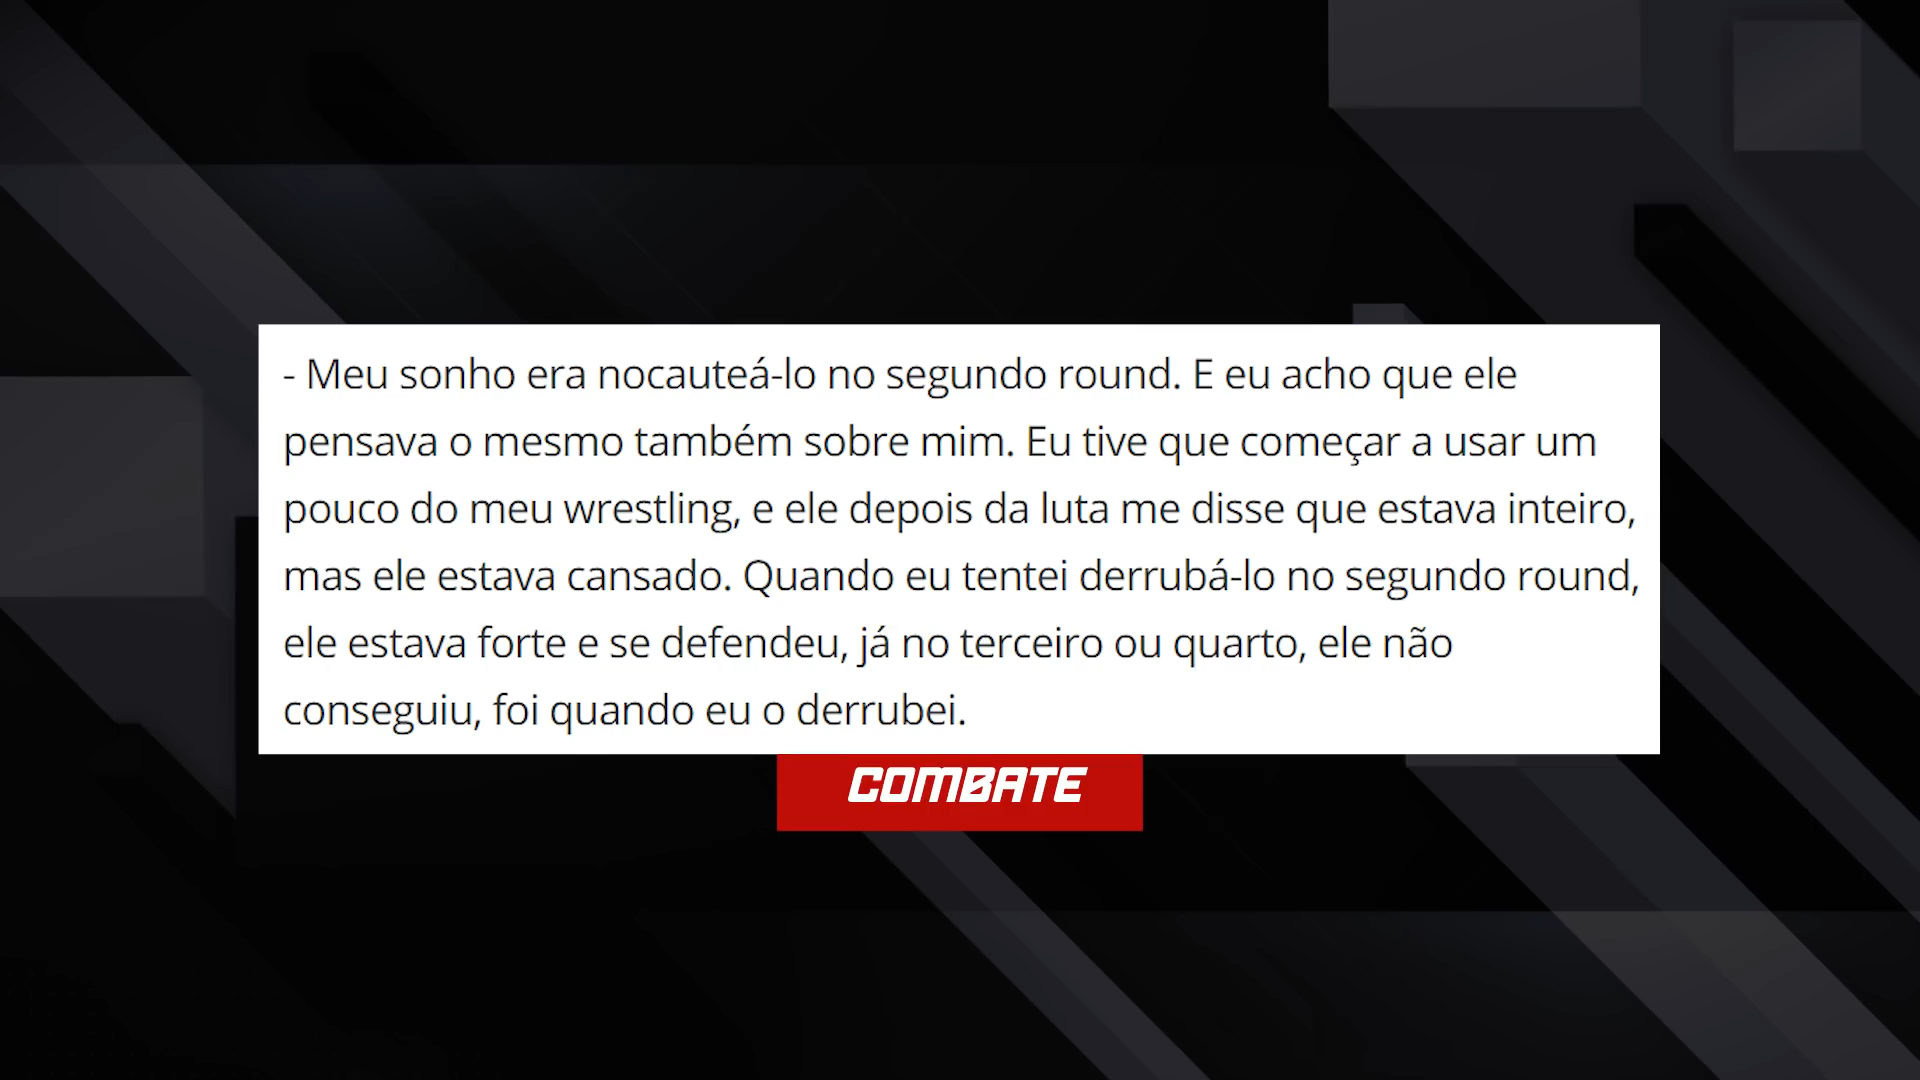 - Meu sonho era nocauteá-lo no segundo round. E eu acho que ele
pensava o mesmo também sobre mim. Eu tive que começar a usar um
pouco do meu wrestling, e ele depois da luta me disse que estava inteiro,
mas ele estava cansado. Quando eu tentei derrubá-lo no segundo round,
ele estava forte e se defendeu, já no terceiro ou quarto, ele não
conseguiu, foi quando eu o derrubei.
COMBATE